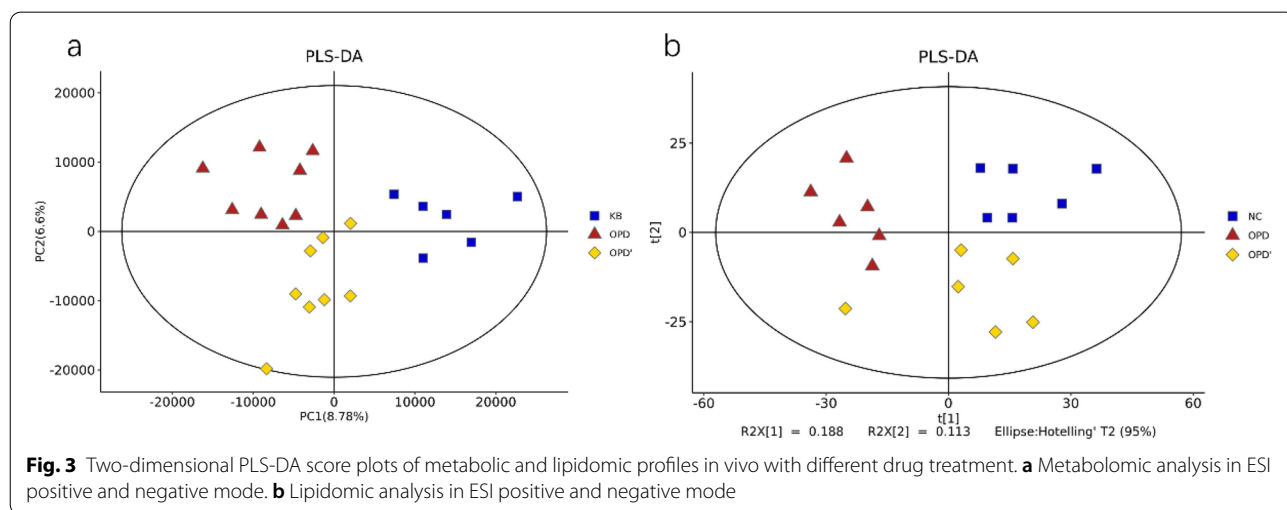 a
PLS-DA
20000
10000
0
-10000
-20000
PC2(6.6%)
-20000 -10000 0 10000 20000
PC1(8.78%)
KB
OPD
OPD'
b
PLS-DA
25
0
-25
t[2]
-60 -30 0 30 60
t[1]
R2X[1] = 0.188 R2X[2] = 0.113 Ellipse:Hotelling' T2 (95%)
NC
OPD
OPD'
Fig. 3 Two-dimensional PLS-DA score plots of metabolic and lipidomic profiles in vivo with different drug treatment. a Metabolomic analysis in ESI
positive and negative mode. b Lipidomic analysis in ESI positive and negative mode